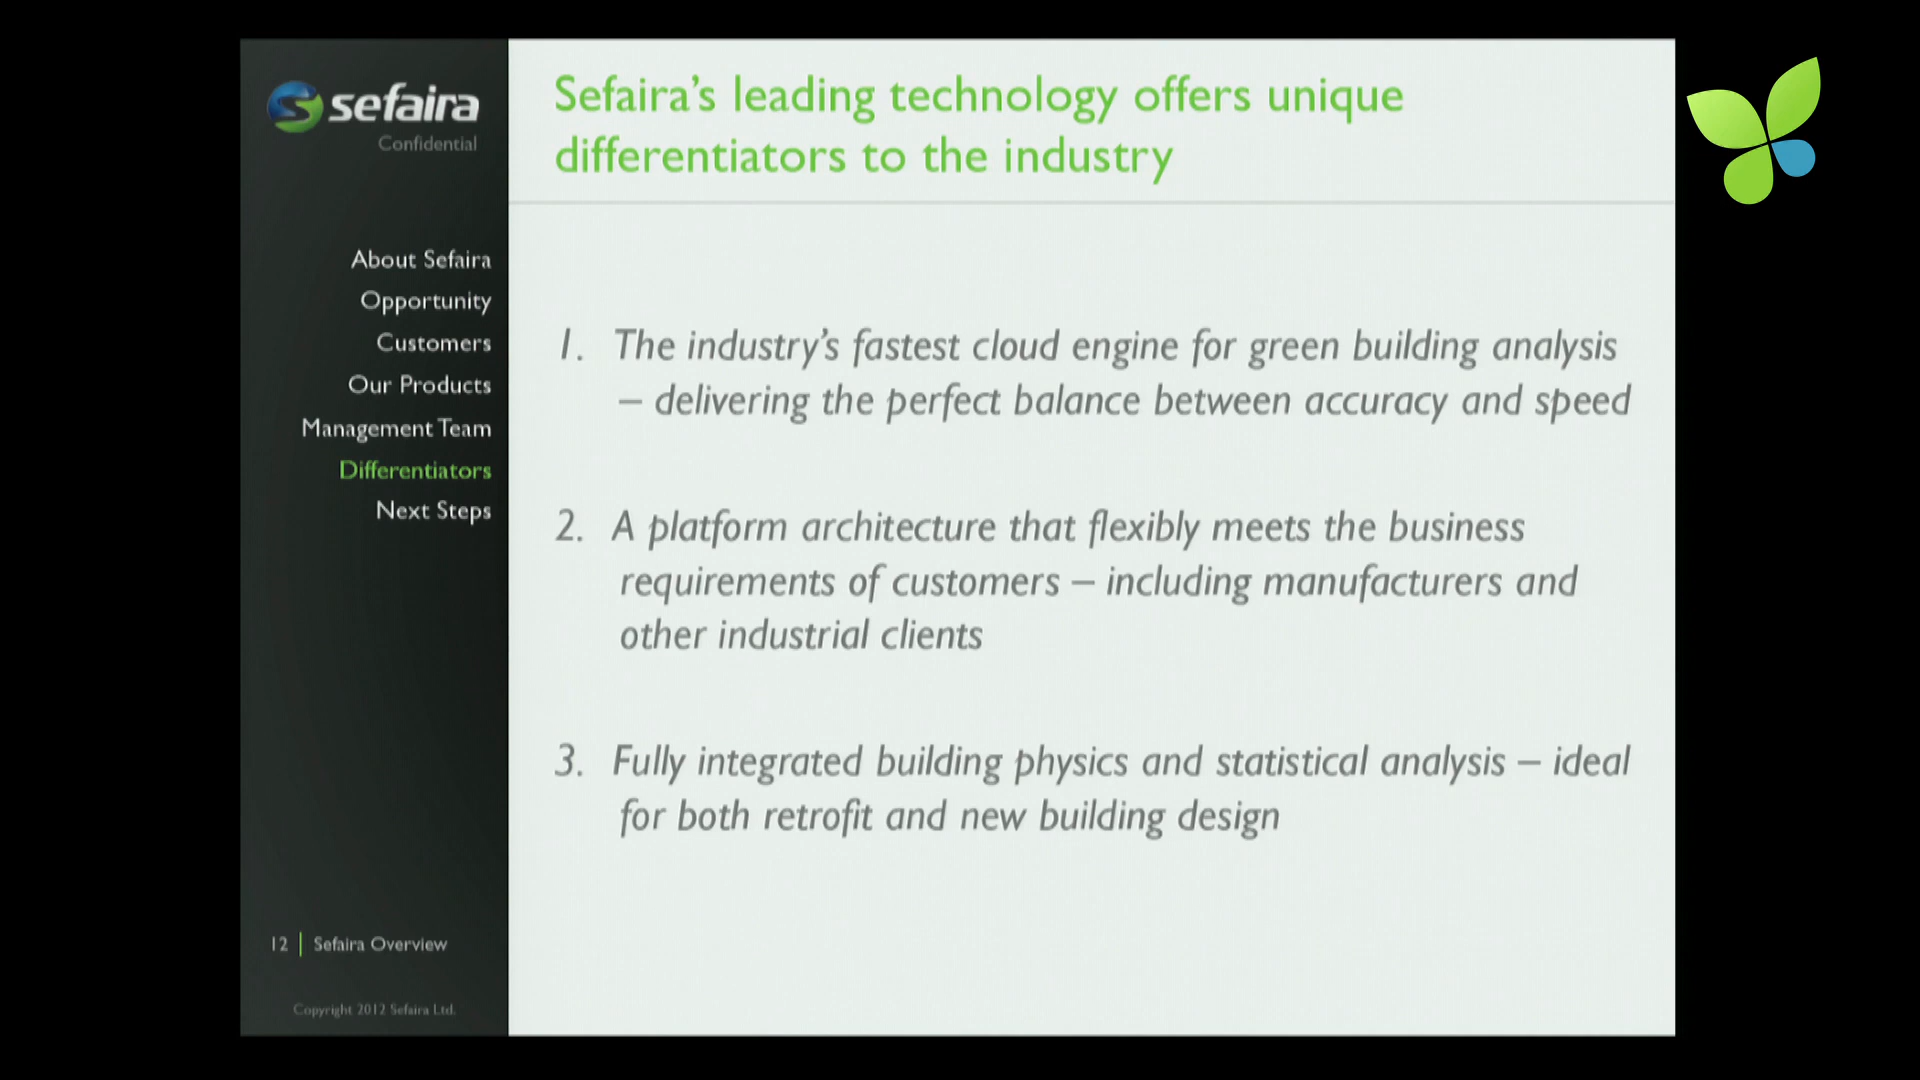 sefaira
Confidential
About Sefaira
Opportunity
Customers
Our Products
Management Team
Differentiators
Next Steps
12 | Sefaira Overview
Copyright 2012 Sefaira Ltd.
Sefaira's leading technology offers unique
differentiators to the industry
1. The industry's fastest cloud engine for green building analysis
– delivering the perfect balance between accuracy and speed
2. A platform architecture that flexibly meets the business
requirements of customers – including manufacturers and
other industrial clients
3. Fully integrated building physics and statistical analysis – ideal
for both retrofit and new building design